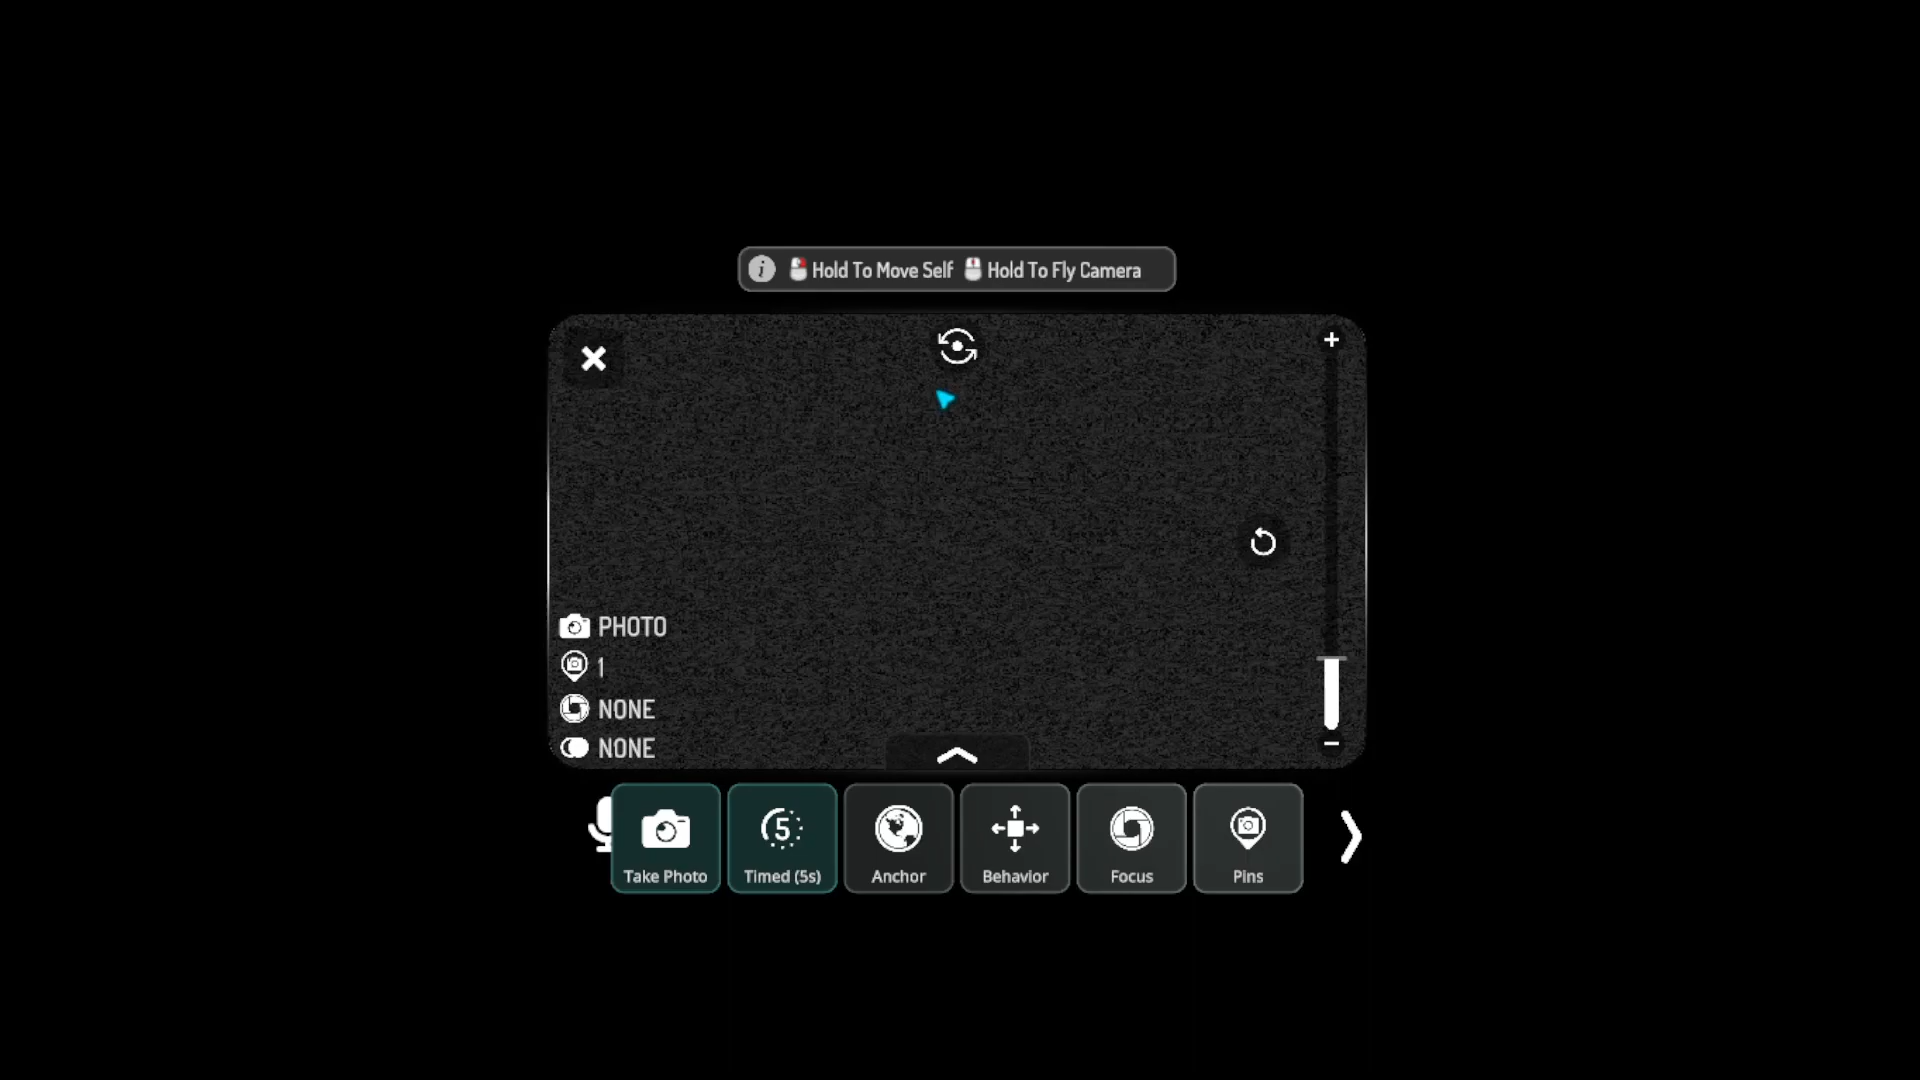 Hold To Move Self Hold To Fly Camera
PHOTO
1
NONE
NONE
5
Take Photo
Timed (5s)
Anchor
Behavior
Focus
Pins